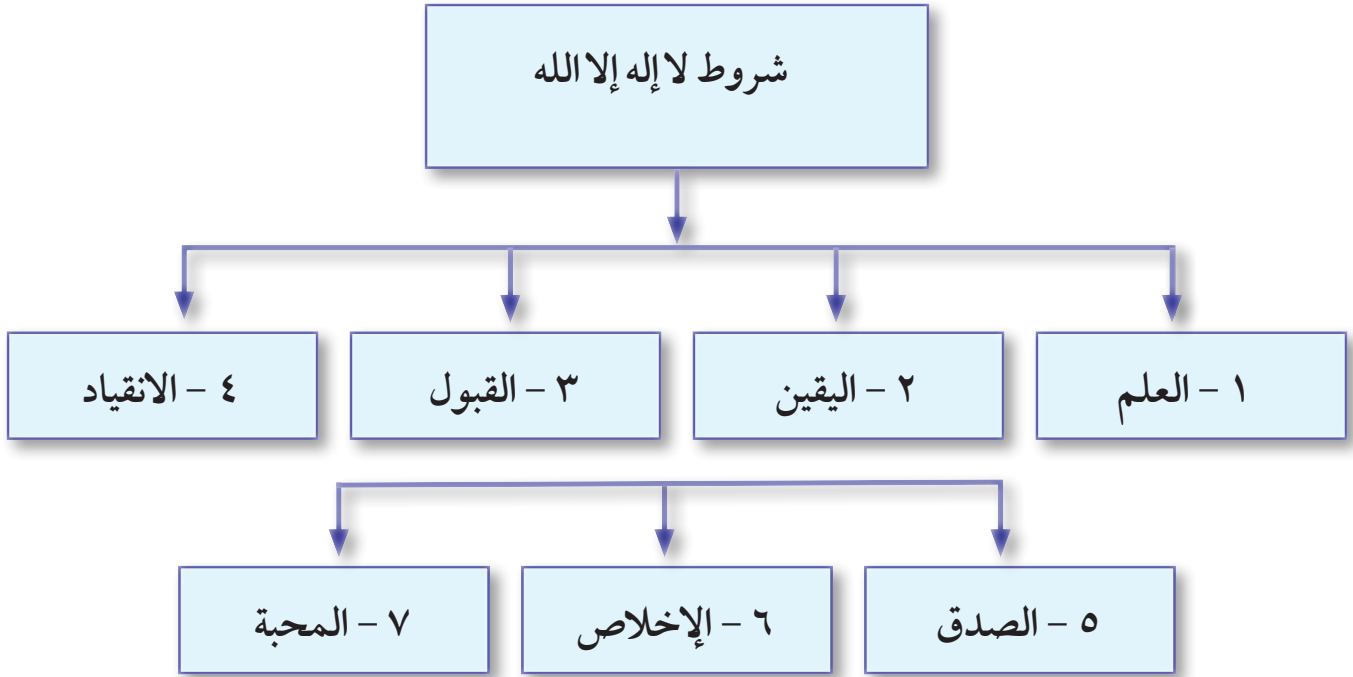 شروط لا إله إلا الله
١ - العلم
٢ - اليقين
٣ - القبول
٤ - الانقياد
٥ - الصدق
٦ - الإخلاص
٧ - المحبة